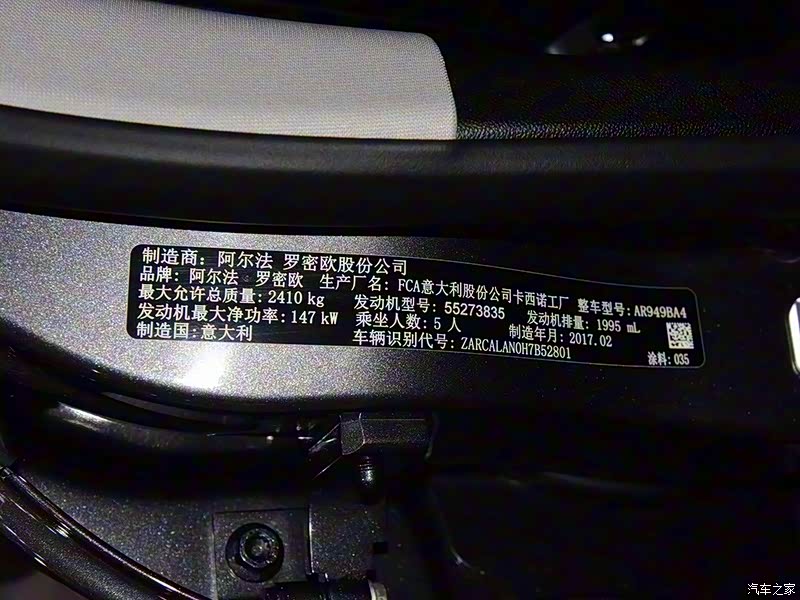 制造商：阿尔法 罗密欧股份公司
品牌：阿尔法 罗密欧 生产厂名：FCA意大利股份公司卡西诺工厂 整车型号：AR949BA4
最大允许总质量：2410 kg 发动机型号：55273835 发动机排量：1995 mL
发动机最大净功率：147 kW 乘坐人数：5 人 制造年月：2017.02
制造国：意大利 车辆识别代号：ZARCALAN0H7B52801 涂料：035
汽车之家